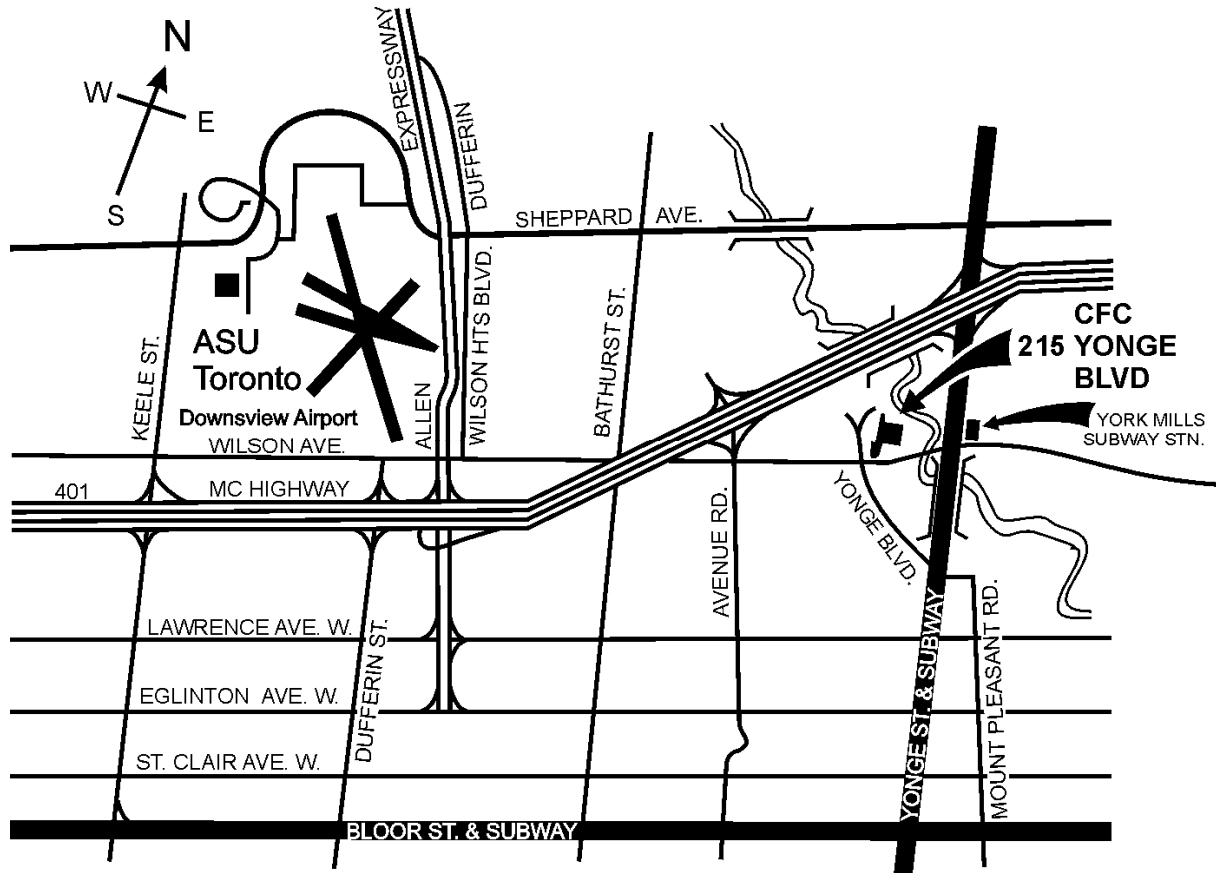 N
W
E
S
EXPRESSWAY
DUFFERIN
SHEPPARD AVE.
WILSON HTS BLVD.
BATHURST ST.
KEELE ST.
ASU
Toronto
Downsview Airport
ALLEN
CFC
215 YONGE
BLVD
YORK MILLS
SUBWAY STN.
WILSON AVE.
401
MC HIGHWAY
YONGE BLVD.
AVENUE RD.
LAWRENCE AVE. W.
DUFFERIN ST.
EGLINTON AVE. W.
ST. CLAIR AVE. W.
YONGE ST. & SUBWAY
MOUNT PLEASANT RD.
BLOOR ST. & SUBWAY